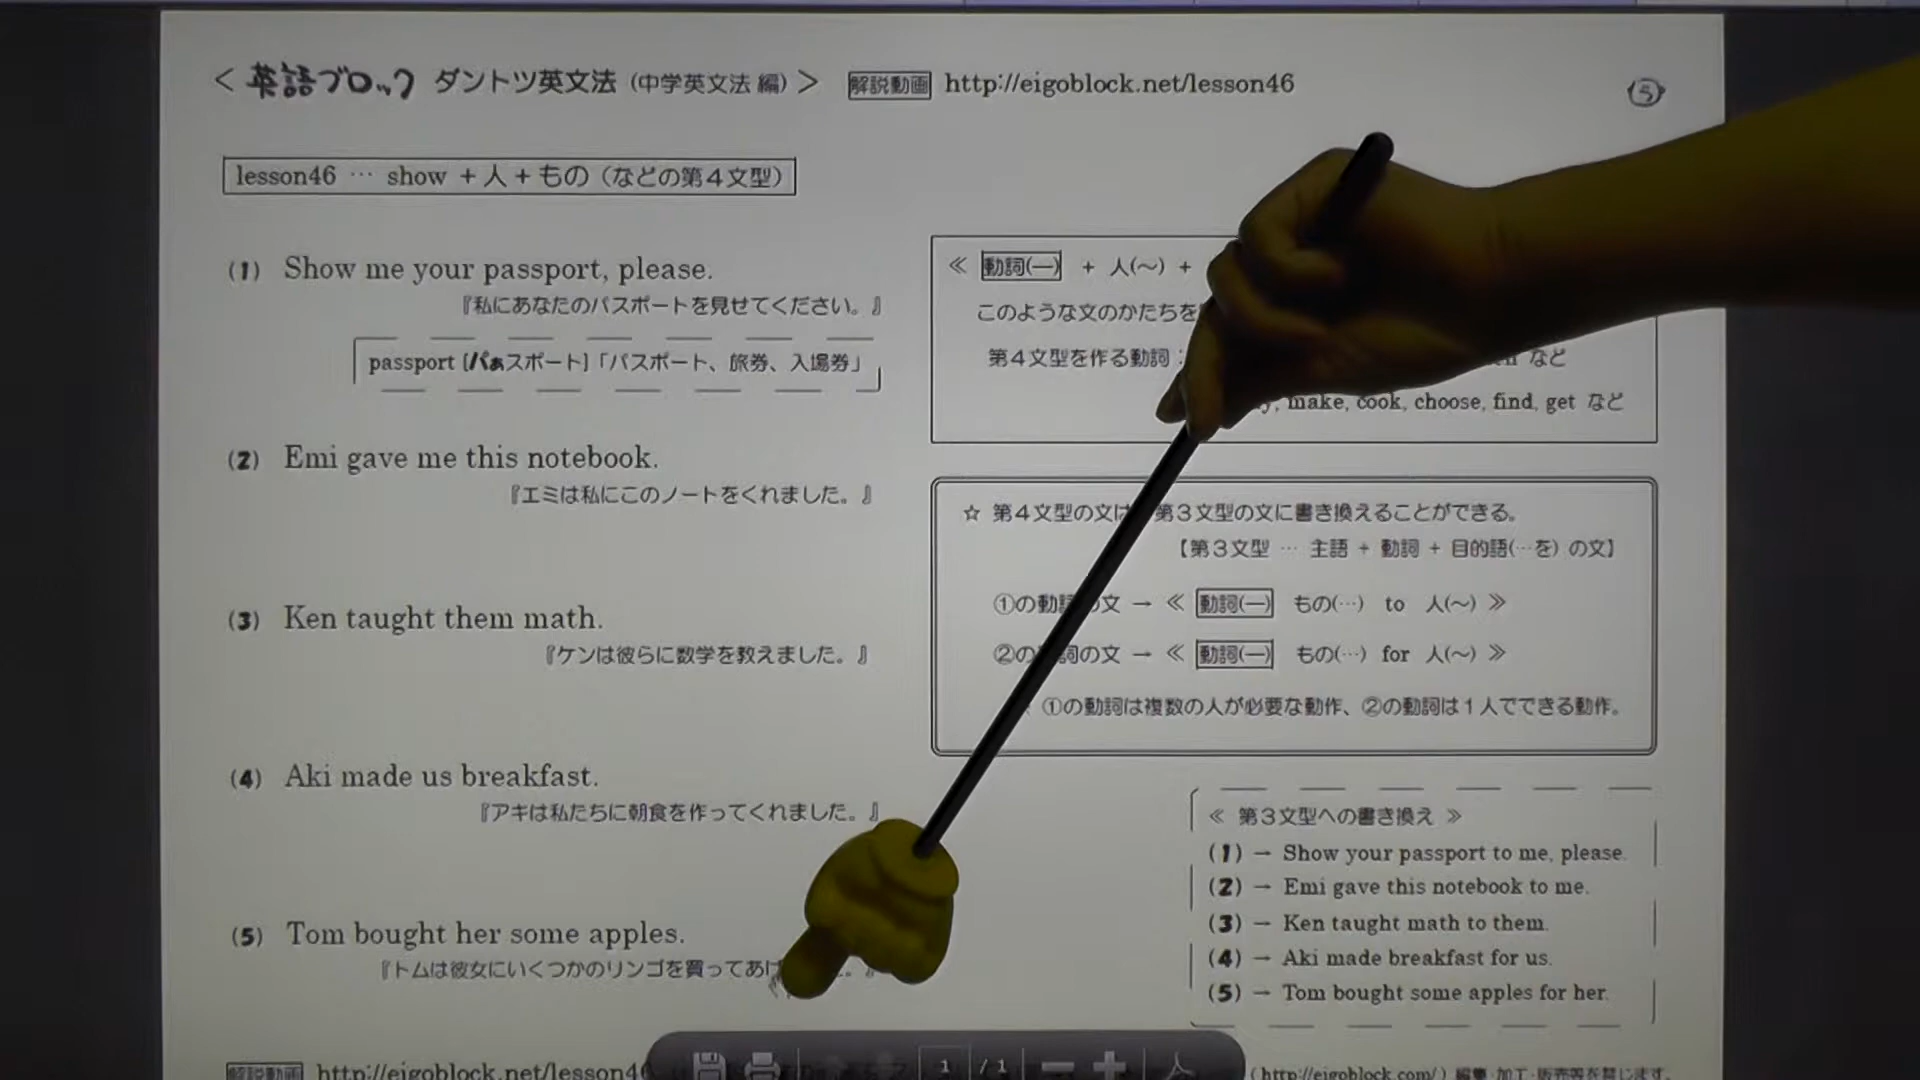 < 英語ブロック ダントツ英文法 (中学英文法 編) > 解説動画 http://eigoblock.net/lesson46
⑤
lesson46 … show + 人 + もの (などの第4文型)
(1) Show me your passport, please.
『私にあなたのパスポートを見せてください。』
passport [パぁスポート]「パスポート、旅券、入場券」
(2) Emi gave me this notebook.
『エミは私にこのノートをくれました。』
(3) Ken taught them math.
『ケンは彼らに数学を教えました。』
(4) Aki made us breakfast.
『アキは私たちに朝食を作ってくれました。』
(5) Tom bought her some apples.
『トムは彼女にいくつかのリンゴを買ってあげ
≪ 動詞(―) + 人(~) +
このような文のかたちを
第4文型を作る動詞: など
make, cook, choose, find, get など
☆ 第4文型の文は 第3文型の文に書き換えることができる。
【第3文型 … 主語 + 動詞 + 目的語(…を) の文】
①の動詞の文 → ≪ 動詞(―) もの(…) to 人(~) ≫
②の動詞の文 → ≪ 動詞(―) もの(…) for 人(~) ≫
①の動詞は複数の人が必要な動作、②の動詞は1人でできる動作。
≪ 第3文型への書き換え ≫
(1) → Show your passport to me, please.
(2) → Emi gave this notebook to me.
(3) → Ken taught math to them.
(4) → Aki made breakfast for us.
(5) → Tom bought some apples for her.
解説動画 http://eigoblock.net/lesson46
1 / 1
(http://eigoblock.com/) 編集・加工・販売等を禁じます。